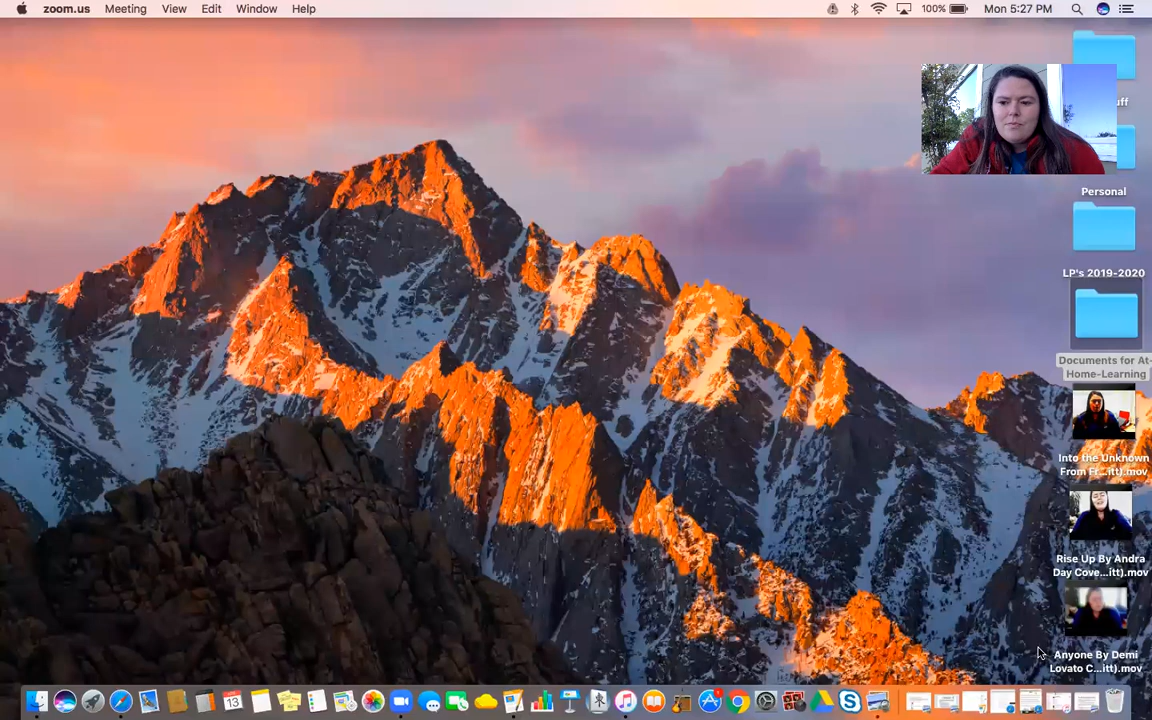 zoom.us Meeting View Edit Window Help 100% Mon 5:27 PM
uff
Personal
LP's 2019-2020
Documents for At-
Home-Learning
Into the Unknown
From Fr...itt).mov
Rise Up By Andra
Day Cove...itt).mov
Anyone By Demi
Lovato C...itt).mov
13